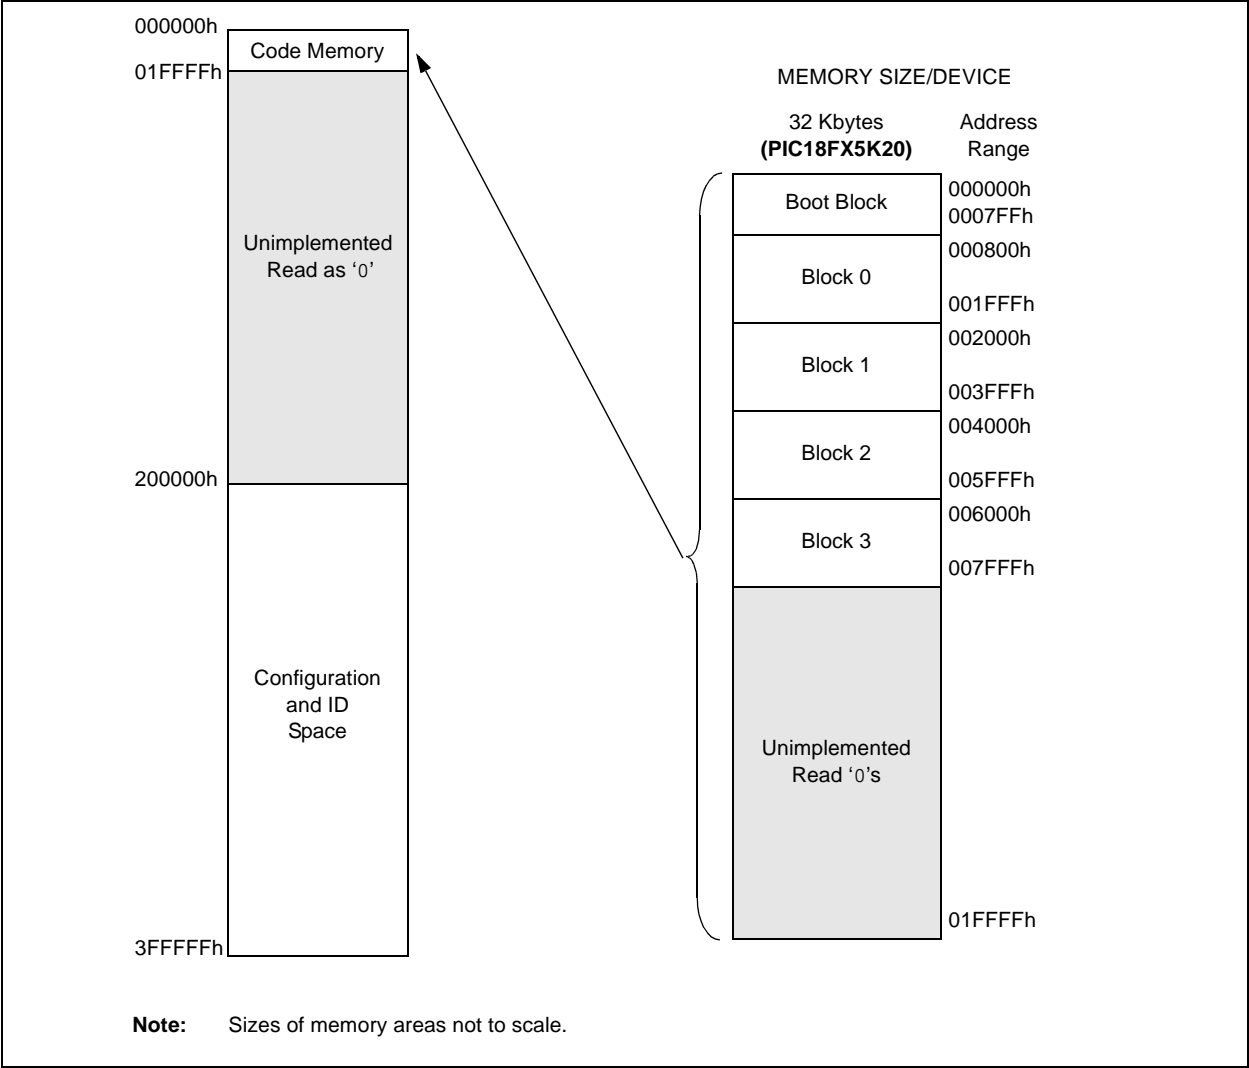 000000h
Code Memory
01FFFFh
Unimplemented
Read as ‘0’
200000h
Configuration
and ID
Space
3FFFFFh
MEMORY SIZE/DEVICE
32 Kbytes
(PIC18FX5K20)
Address
Range
Boot Block
000000h
0007FFh
Block 0
000800h
001FFFh
Block 1
002000h
003FFFh
Block 2
004000h
005FFFh
Block 3
006000h
007FFFh
Unimplemented
Read ‘0’s
01FFFFh
Note: Sizes of memory areas not to scale.